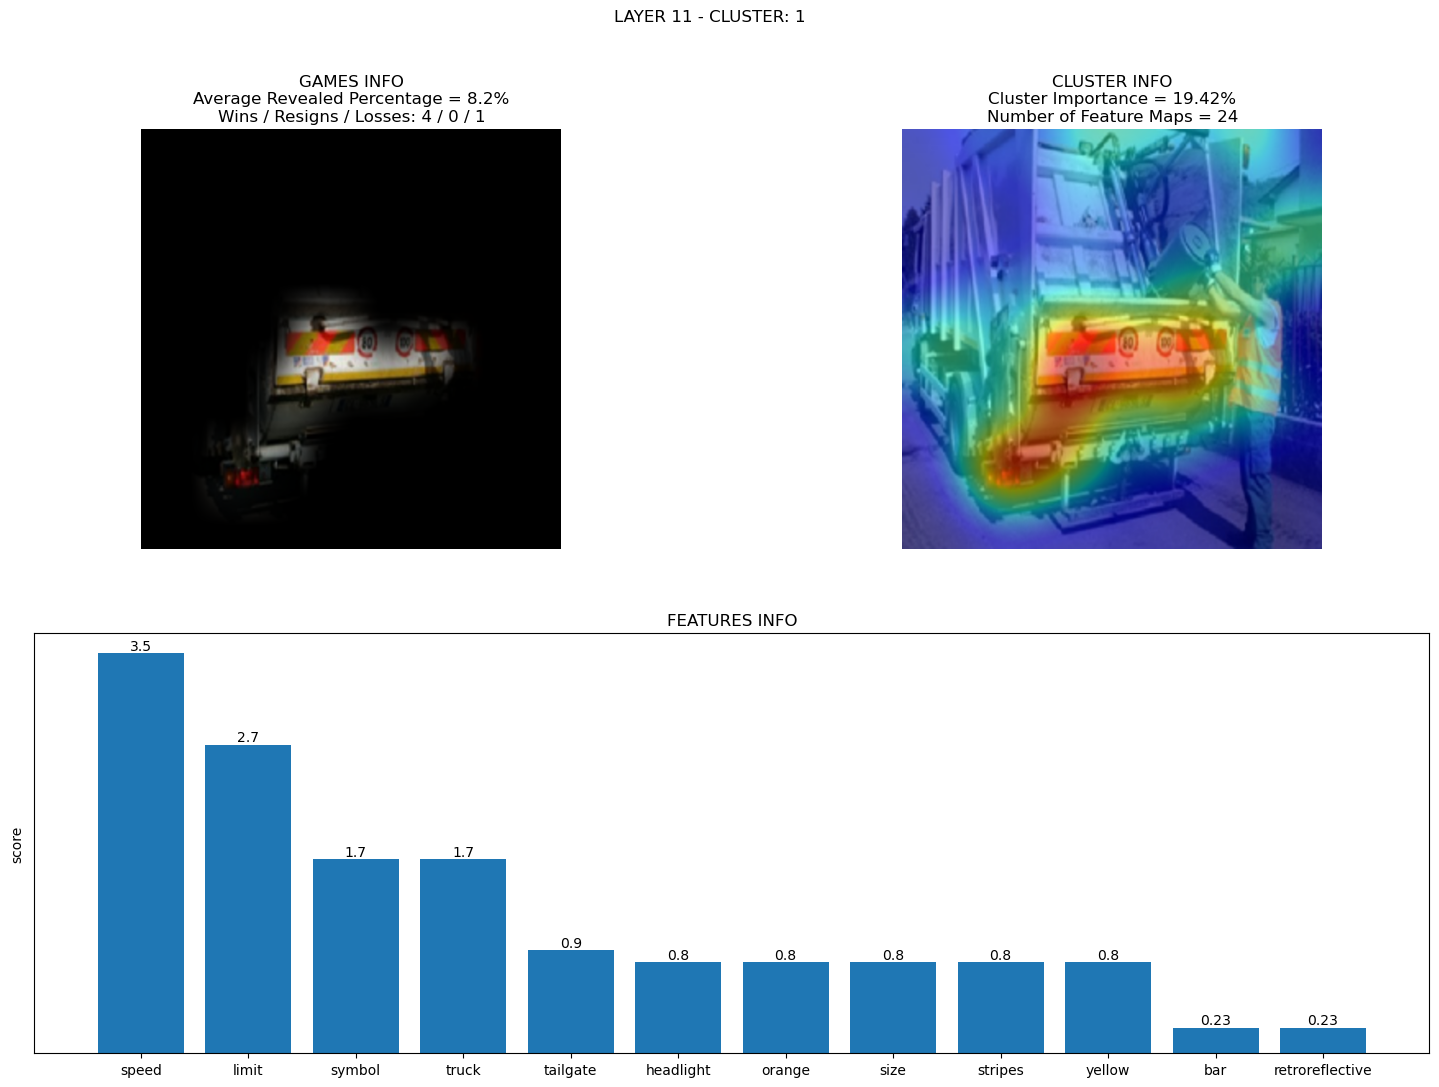 LAYER 11 - CLUSTER: 1
GAMES INFO
Average Revealed Percentage = 8.2%
Wins / Resigns / Losses: 4 / 0 / 1
CLUSTER INFO
Cluster Importance = 19.42%
Number of Feature Maps = 24
FEATURES INFO
score
3.5
2.7
1.7
1.7
0.9
0.8
0.8
0.8
0.8
0.8
0.23
0.23
speed
limit
symbol
truck
tailgate
headlight
orange
size
stripes
yellow
bar
retroreflective